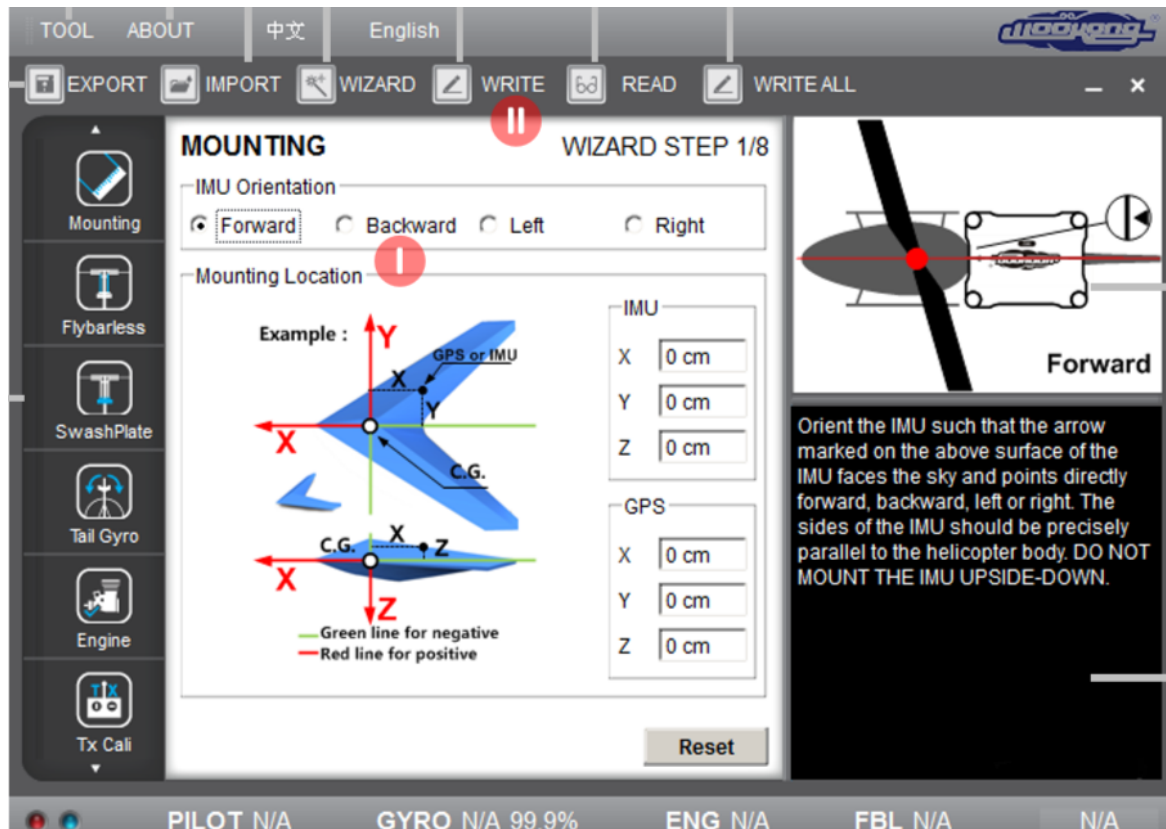 TOOL ABOUT 中文 English wooyong
EXPORT IMPORT WIZARD WRITE READ WRITE ALL
II
MOUNTING WIZARD STEP 1/8
IMU Orientation
Forward Backward Left Right
I
Mounting Location
Example :
Y
GPS or IMU
X
Y
X
C.G.
C.G.
X
Z
X
Z
Green line for negative
Red line for positive
IMU
X 0 cm
Y 0 cm
Z 0 cm
GPS
X 0 cm
Y 0 cm
Z 0 cm
Reset
Mounting
Flybarless
SwashPlate
Tail Gyro
Engine
TX
Tx Cali
Forward
Orient the IMU such that the arrow
marked on the above surface of the
IMU faces the sky and points directly
forward, backward, left or right. The
sides of the IMU should be precisely
parallel to the helicopter body. DO NOT
MOUNT THE IMU UPSIDE-DOWN.
PILOT N/A GYRO N/A 99.9% ENG N/A FBL N/A N/A